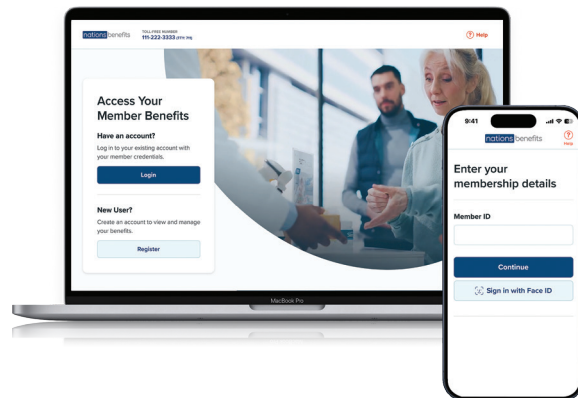 nations benefits
TOLL-FREE NUMBER
111-222-3333 (TTY: 711)
Help
Access Your
Member Benefits
Have an account?
Log in to your existing account with
your member credentials.
Login
New User?
Create an account to view and manage
your benefits.
Register
MacBook Pro
9:41
nations benefits
Help
Enter your
membership details
Member ID
Continue
Sign in with Face ID